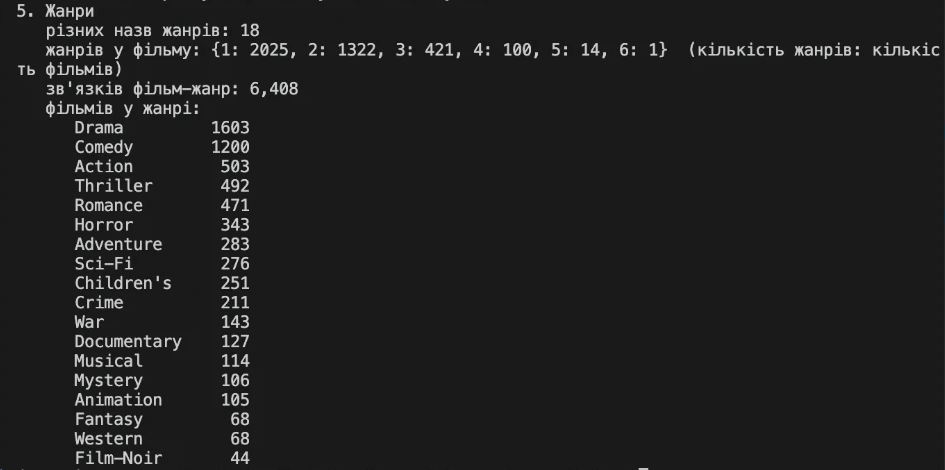 5. Жанри
різних назв жанрів: 18
жанрів у фільму: {1: 2025, 2: 1322, 3: 421, 4: 100, 5: 14, 6: 1}  (кількість жанрів: кількіс
ть фільмів)
зв'язків фільм-жанр: 6,408
фільмів у жанрі:
Drama 1603
Comedy 1200
Action 503
Thriller 492
Romance 471
Horror 343
Adventure 283
Sci-Fi 276
Children's 251
Crime 211
War 143
Documentary 127
Musical 114
Mystery 106
Animation 105
Fantasy 68
Western 68
Film-Noir 44